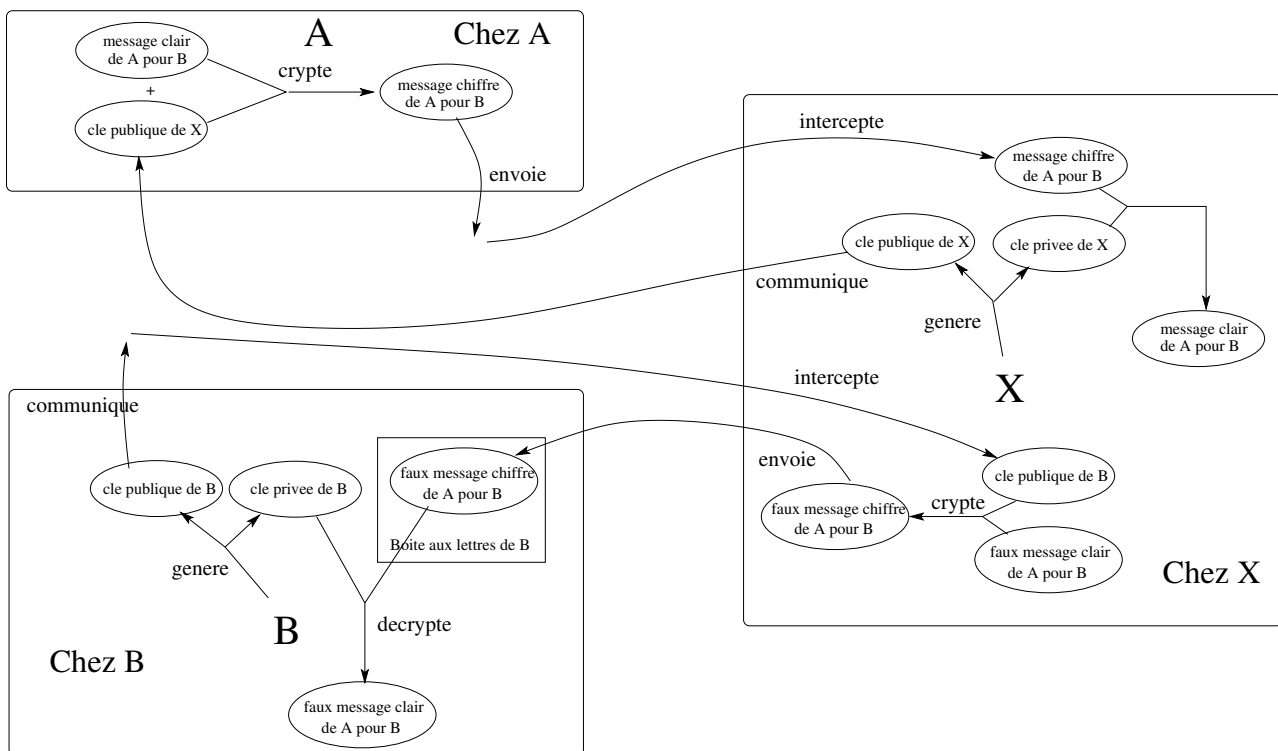 A
Chez A
message clair
de A pour B
+
cle publique de X
crypte
message chiffre
de A pour B
envoie
intercepte
message chiffre
de A pour B
cle publique de X
cle privee de X
communique
genere
message clair
de A pour B
X
intercepte
communique
cle publique de B
cle privee de B
faux message chiffre
de A pour B
Boite aux lettres de B
genere
B
decrypte
Chez B
faux message clair
de A pour B
envoie
cle publique de B
faux message chiffre
de A pour B
crypte
faux message clair
de A pour B
Chez X